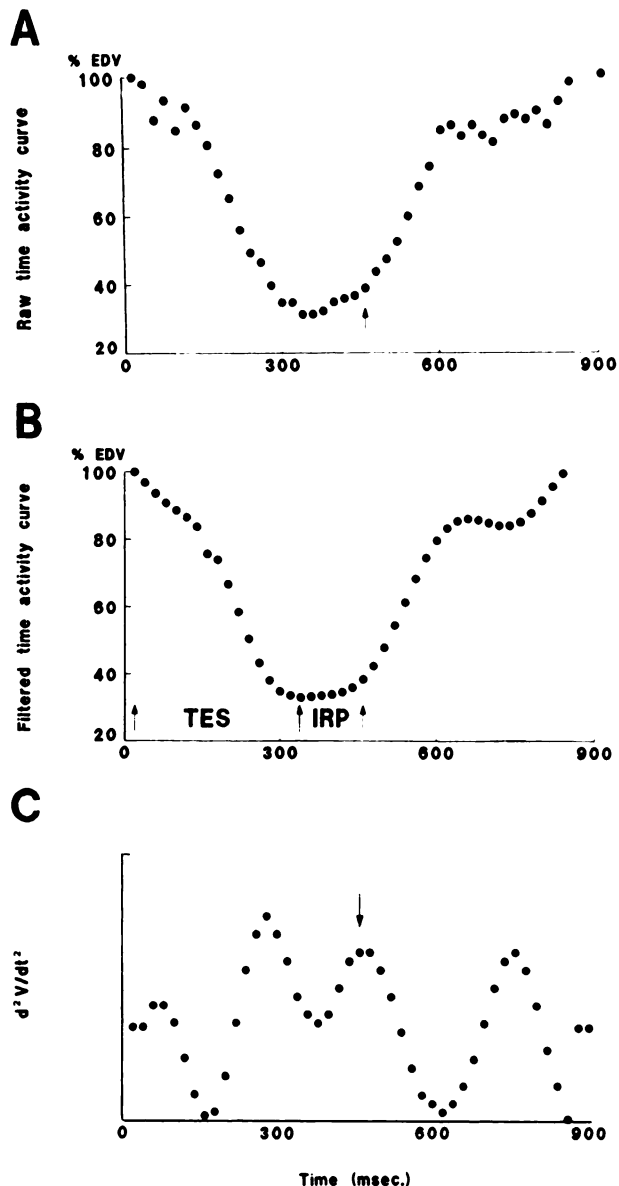 A
% EDV
100
80
60
40
20
Raw time activity curve
0 300 600 900
B
% EDV
100
80
60
40
20
Filtered time activity curve
TES IRP
0 300 600 900
C
d² V/dt²
0 300 600 900
Time (msec.)